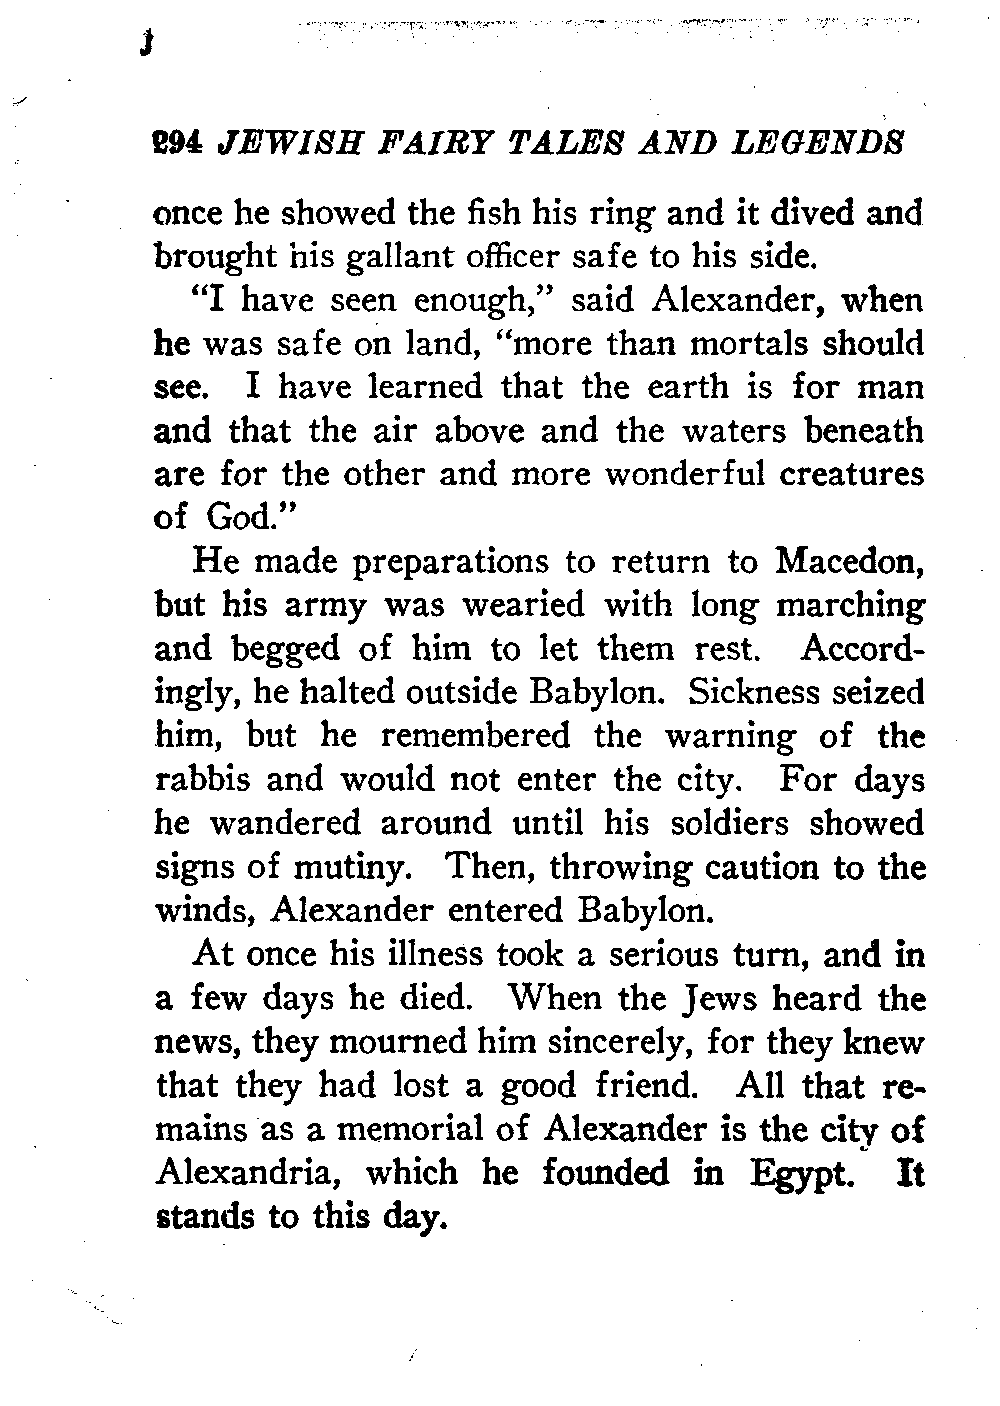 294 JEWISH FAIRY TALES AND LEGENDS
once he showed the fish his ring and it dived and
brought his gallant officer safe to his side.
“I have seen enough,” said Alexander, when
he was safe on land, “more than mortals should
see. I have learned that the earth is for man
and that the air above and the waters beneath
are for the other and more wonderful creatures
of God.”
He made preparations to return to Macedon,
but his army was wearied with long marching
and begged of him to let them rest. Accord-
ingly, he halted outside Babylon. Sickness seized
him, but he remembered the warning of the
rabbis and would not enter the city. For days
he wandered around until his soldiers showed
signs of mutiny. Then, throwing caution to the
winds, Alexander entered Babylon.
At once his illness took a serious turn, and in
a few days he died. When the Jews heard the
news, they mourned him sincerely, for they knew
that they had lost a good friend. All that re-
mains as a memorial of Alexander is the city of
Alexandria, which he founded in Egypt. It
stands to this day.